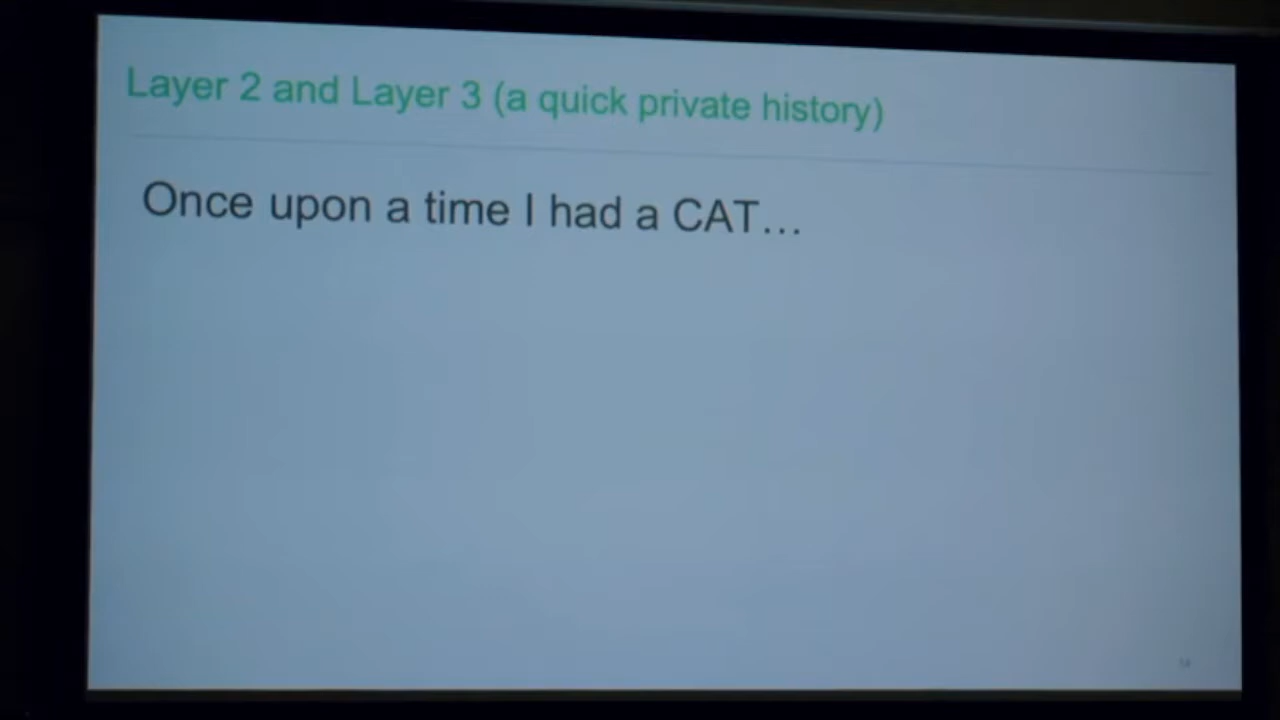 Layer 2 and Layer 3 (a quick private history)
Once upon a time I had a CAT...